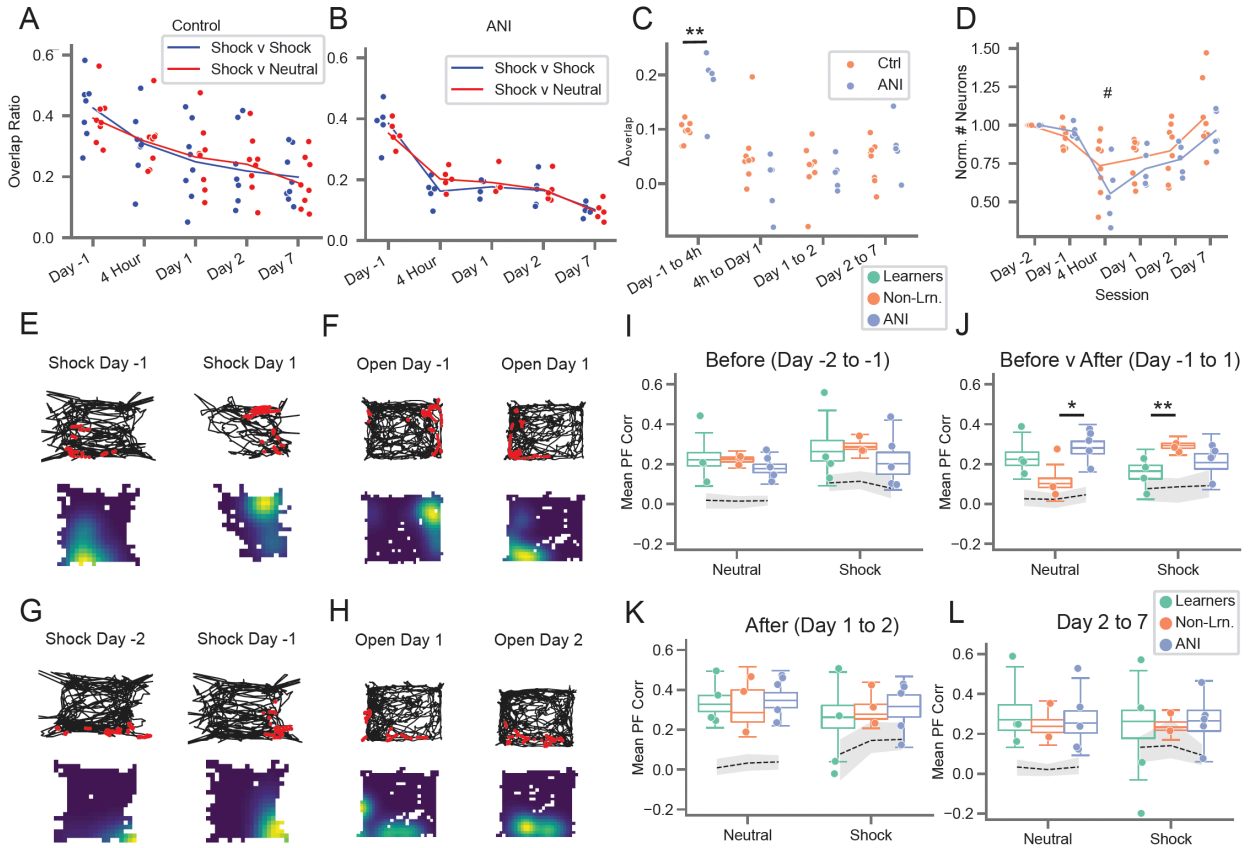 A
Control
0.6
0.4
0.2
0.0
Overlap Ratio
Shock v Shock
Shock v Neutral
Day -1
4 Hour
Day 1
Day 2
Day 7
B
ANI
0.6
0.4
0.2
0.0
Shock v Shock
Shock v Neutral
Day -1
4 Hour
Day 1
Day 2
Day 7
C
**
0.2
0.1
0.0
Δoverlap
Ctrl
ANI
Day -1 to 4h
4h to Day 1
Day 1 to 2
Day 2 to 7
D
1.50
1.25
1.00
0.75
0.50
Norm. # Neurons
#
Day -2
Day -1
4 Hour
Day 1
Day 2
Day 7
Session
Learners
Non-Lrn.
ANI
E
Shock Day -1
Shock Day 1
F
Open Day -1
Open Day 1
G
Shock Day -2
Shock Day -1
H
Open Day 1
Open Day 2
I
Before (Day -2 to -1)
0.6
0.4
0.2
0.0
−0.2
Mean PF Corr
Neutral
Shock
J
Before v After (Day -1 to 1)
0.6
0.4
0.2
0.0
−0.2
Mean PF Corr
*
**
Neutral
Shock
K
After (Day 1 to 2)
0.6
0.4
0.2
0.0
−0.2
Mean PF Corr
Neutral
Shock
L
Day 2 to 7
Learners
Non-Lrn.
ANI
0.6
0.4
0.2
0.0
−0.2
Mean PF Corr
Neutral
Shock